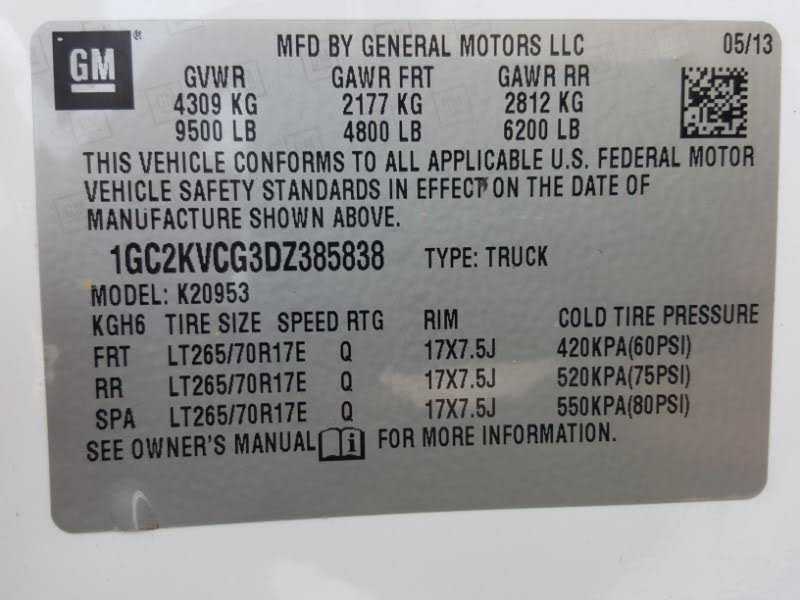 GM® MFD BY GENERAL MOTORS LLC 05/13
GVWR GAWR FRT GAWR RR
4309 KG 2177 KG 2812 KG
9500 LB 4800 LB 6200 LB
THIS VEHICLE CONFORMS TO ALL APPLICABLE U.S. FEDERAL MOTOR
VEHICLE SAFETY STANDARDS IN EFFECT ON THE DATE OF
MANUFACTURE SHOWN ABOVE.
1GC2KVCG3DZ385838 TYPE: TRUCK
MODEL: K20953
KGH6 TIRE SIZE SPEED RTG RIM COLD TIRE PRESSURE
FRT LT265/70R17E Q 17X7.5J 420KPA(60PSI)
RR LT265/70R17E Q 17X7.5J 520KPA(75PSI)
SPA LT265/70R17E Q 17X7.5J 550KPA(80PSI)
SEE OWNER'S MANUAL i FOR MORE INFORMATION.